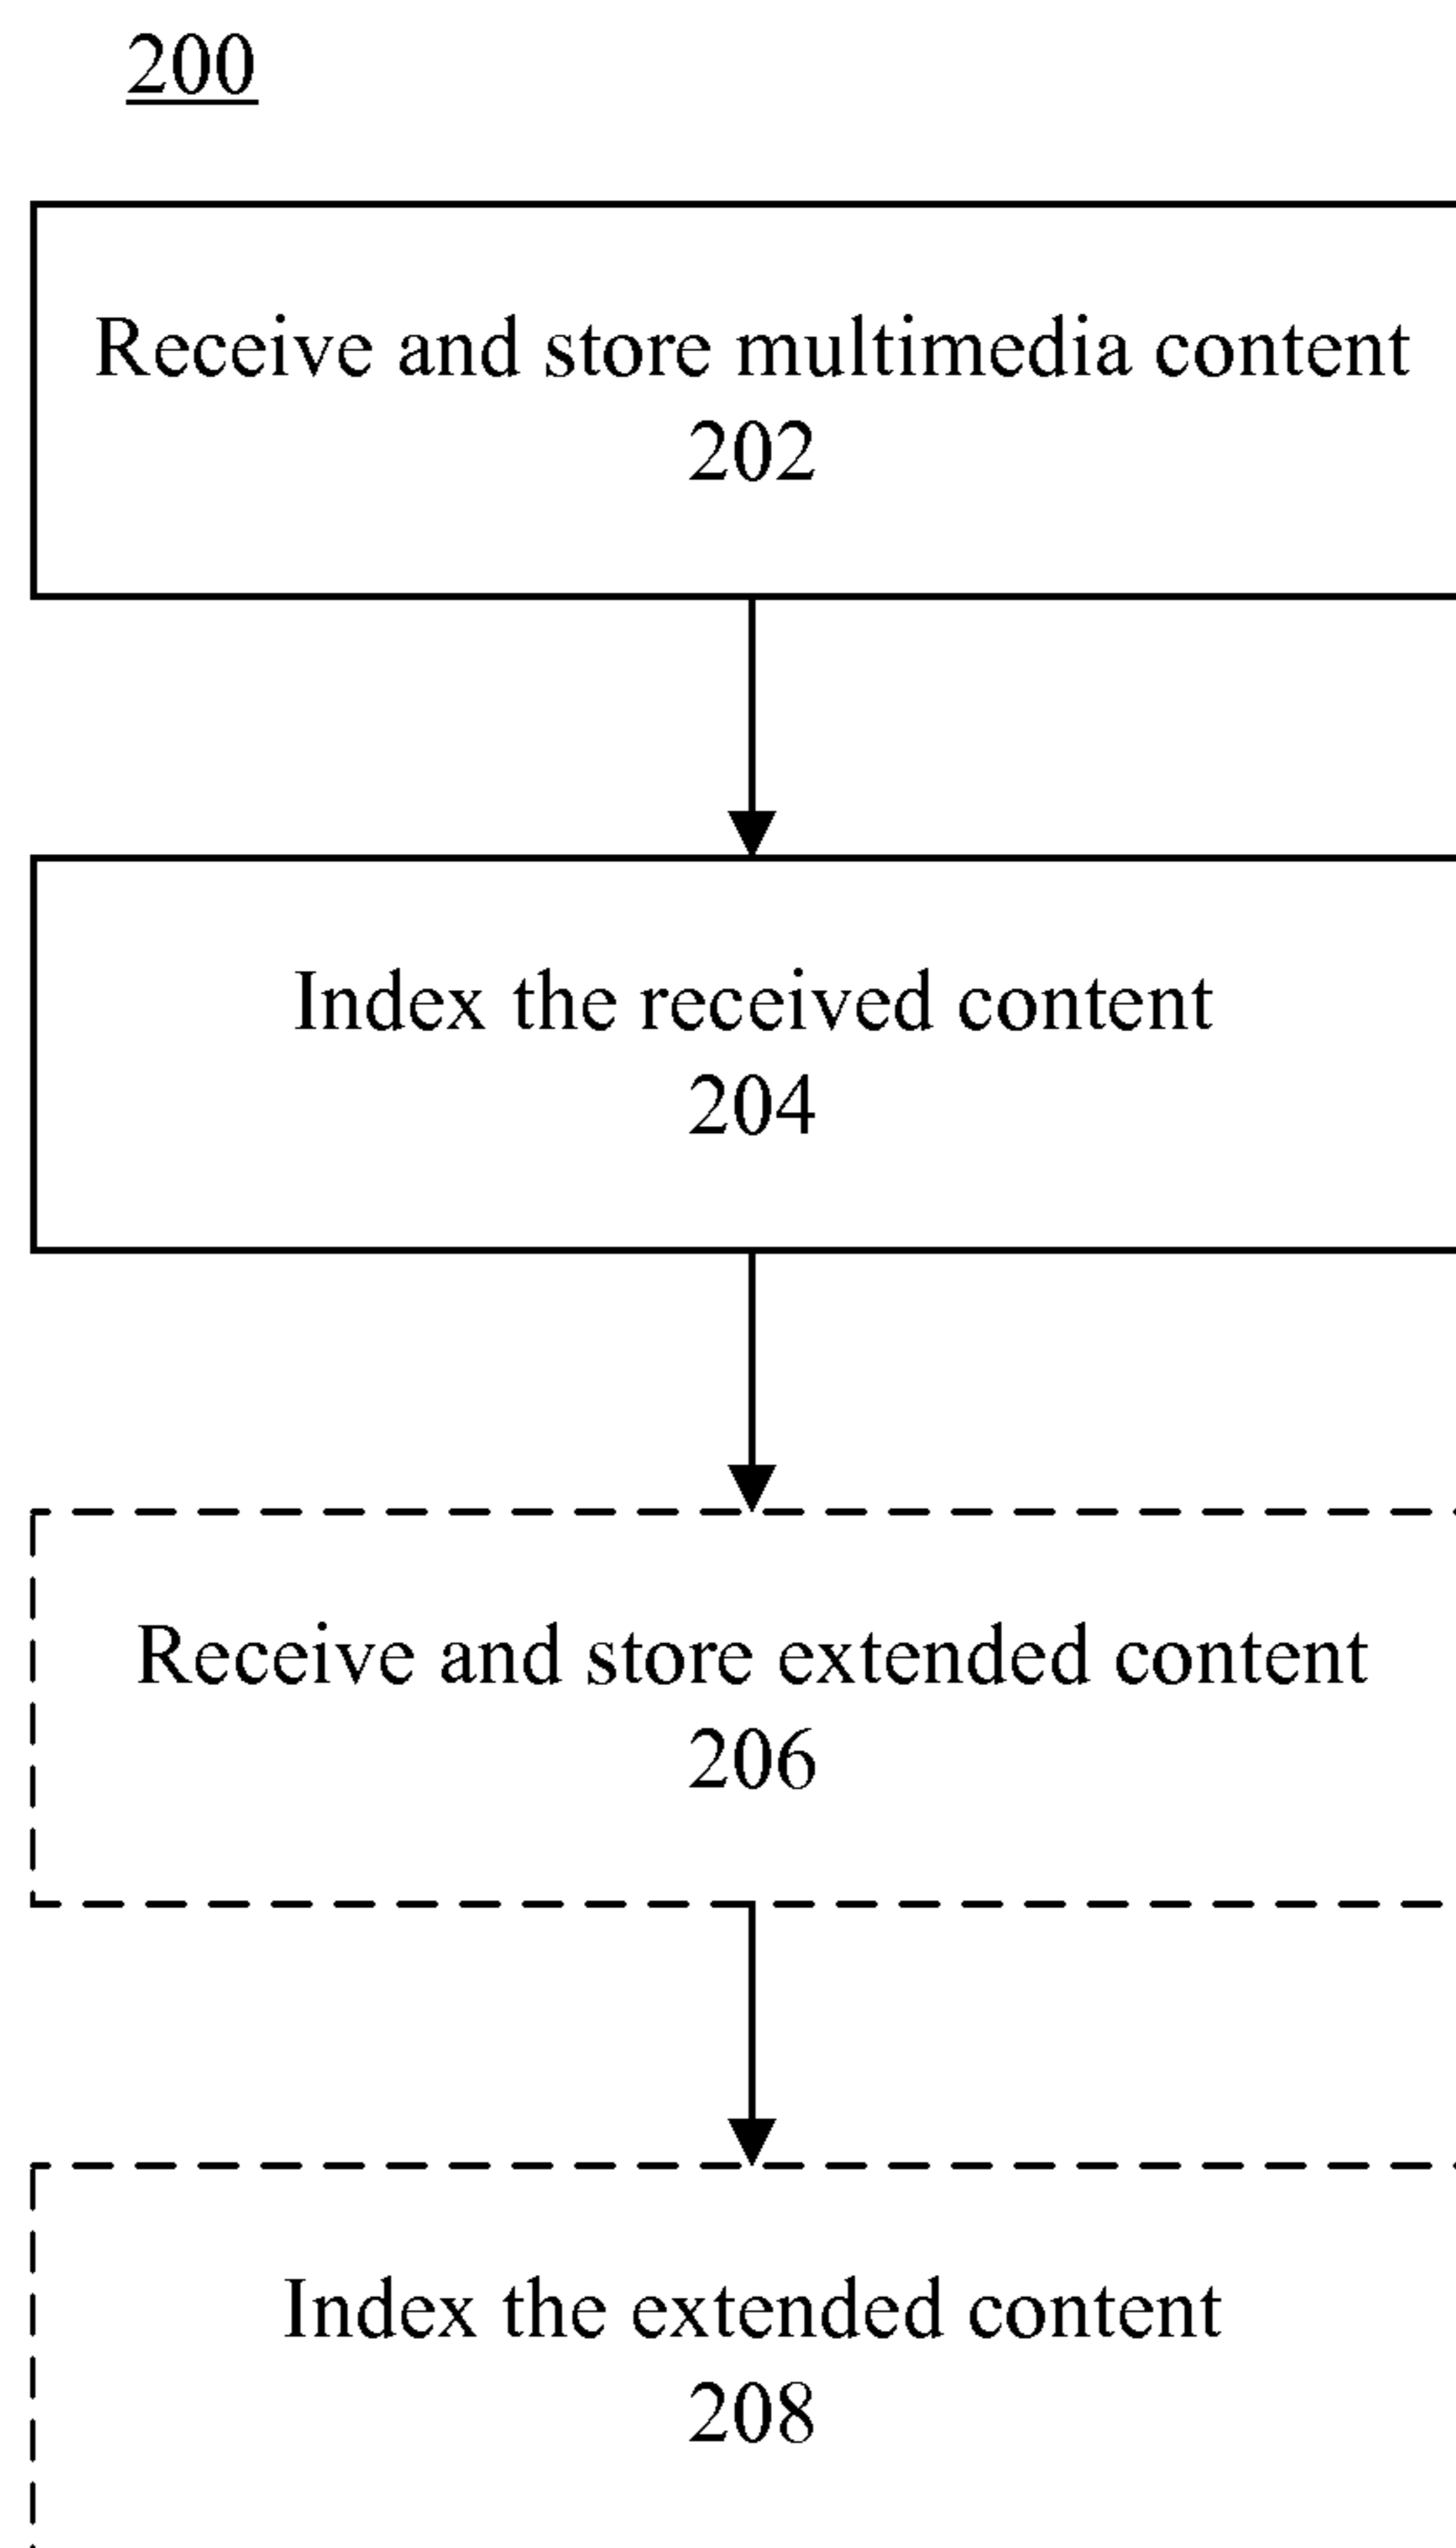 200
Receive and store multimedia content
202
Index the received content
204
Receive and store extended content
206
Index the extended content
208